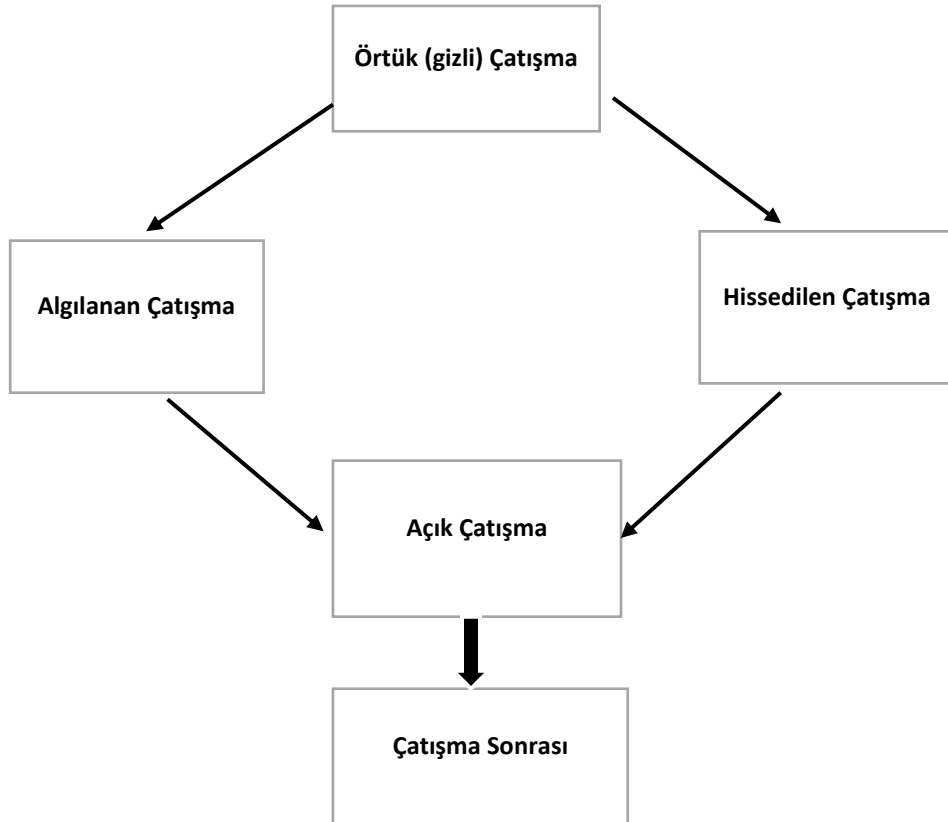 Örtük (gizli) Çatışma
Algılanan Çatışma
Hissedilen Çatışma
Açık Çatışma
Çatışma Sonrası